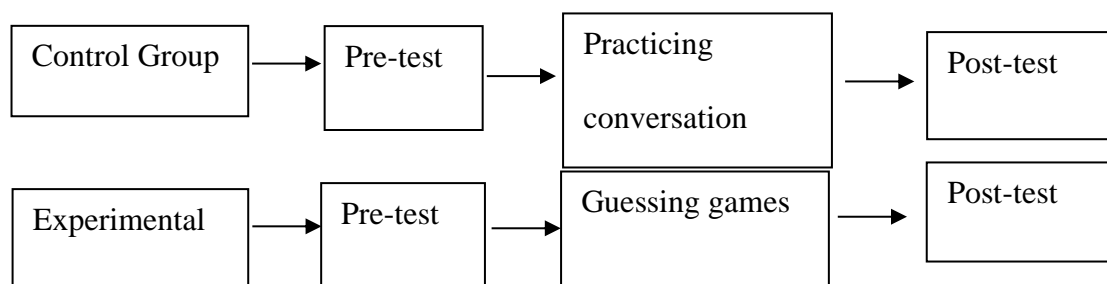 Control Group
Pre-test
Practicing
conversation
Post-test
Experimental
Pre-test
Guessing games
Post-test